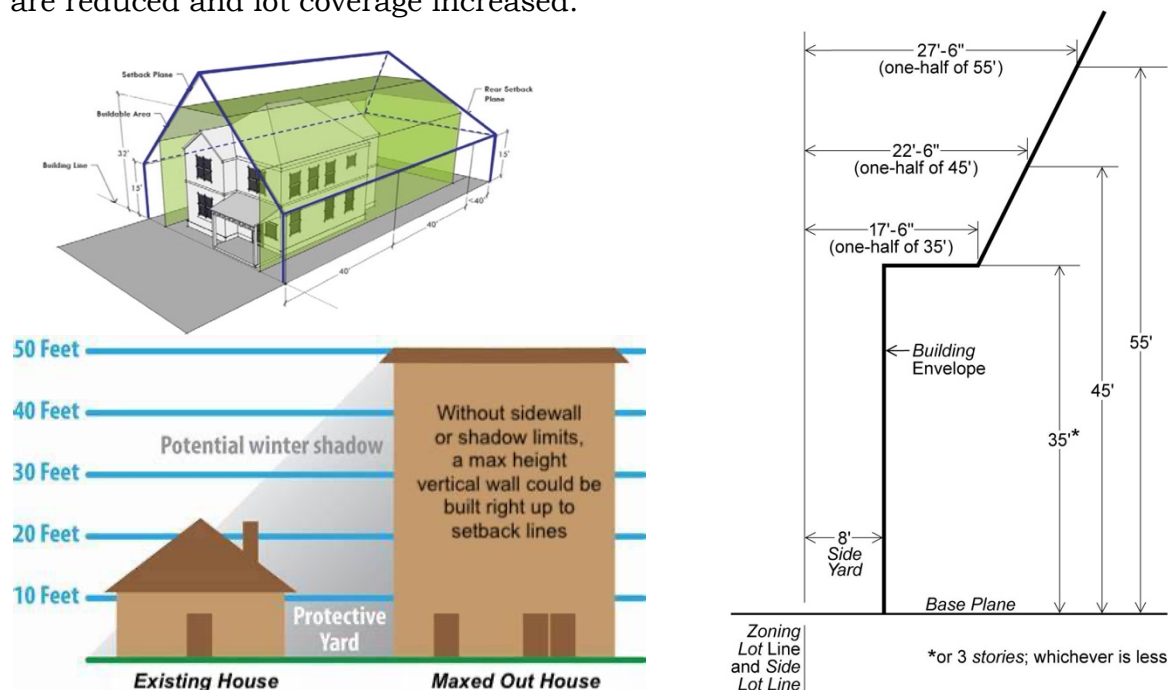 are reduced and lot coverage increased.
Setback Plane
Rear Setback
Plane
Buildable Area
Building Line
32'
15'
15'
<40'
40'
40'
50 Feet
40 Feet
30 Feet
20 Feet
10 Feet
Potential winter shadow
Without sidewall
or shadow limits,
a max height
vertical wall could be
built right up to
setback lines
Protective
Yard
Existing House
Maxed Out House
27'-6"
(one-half of 55')
22'-6"
(one-half of 45')
17'-6"
(one-half of 35')
Building
Envelope
55'
45'
35'*
8'
Side
Yard
Base Plane
Zoning
Lot Line
and Side
Lot Line
*or 3 stories; whichever is less